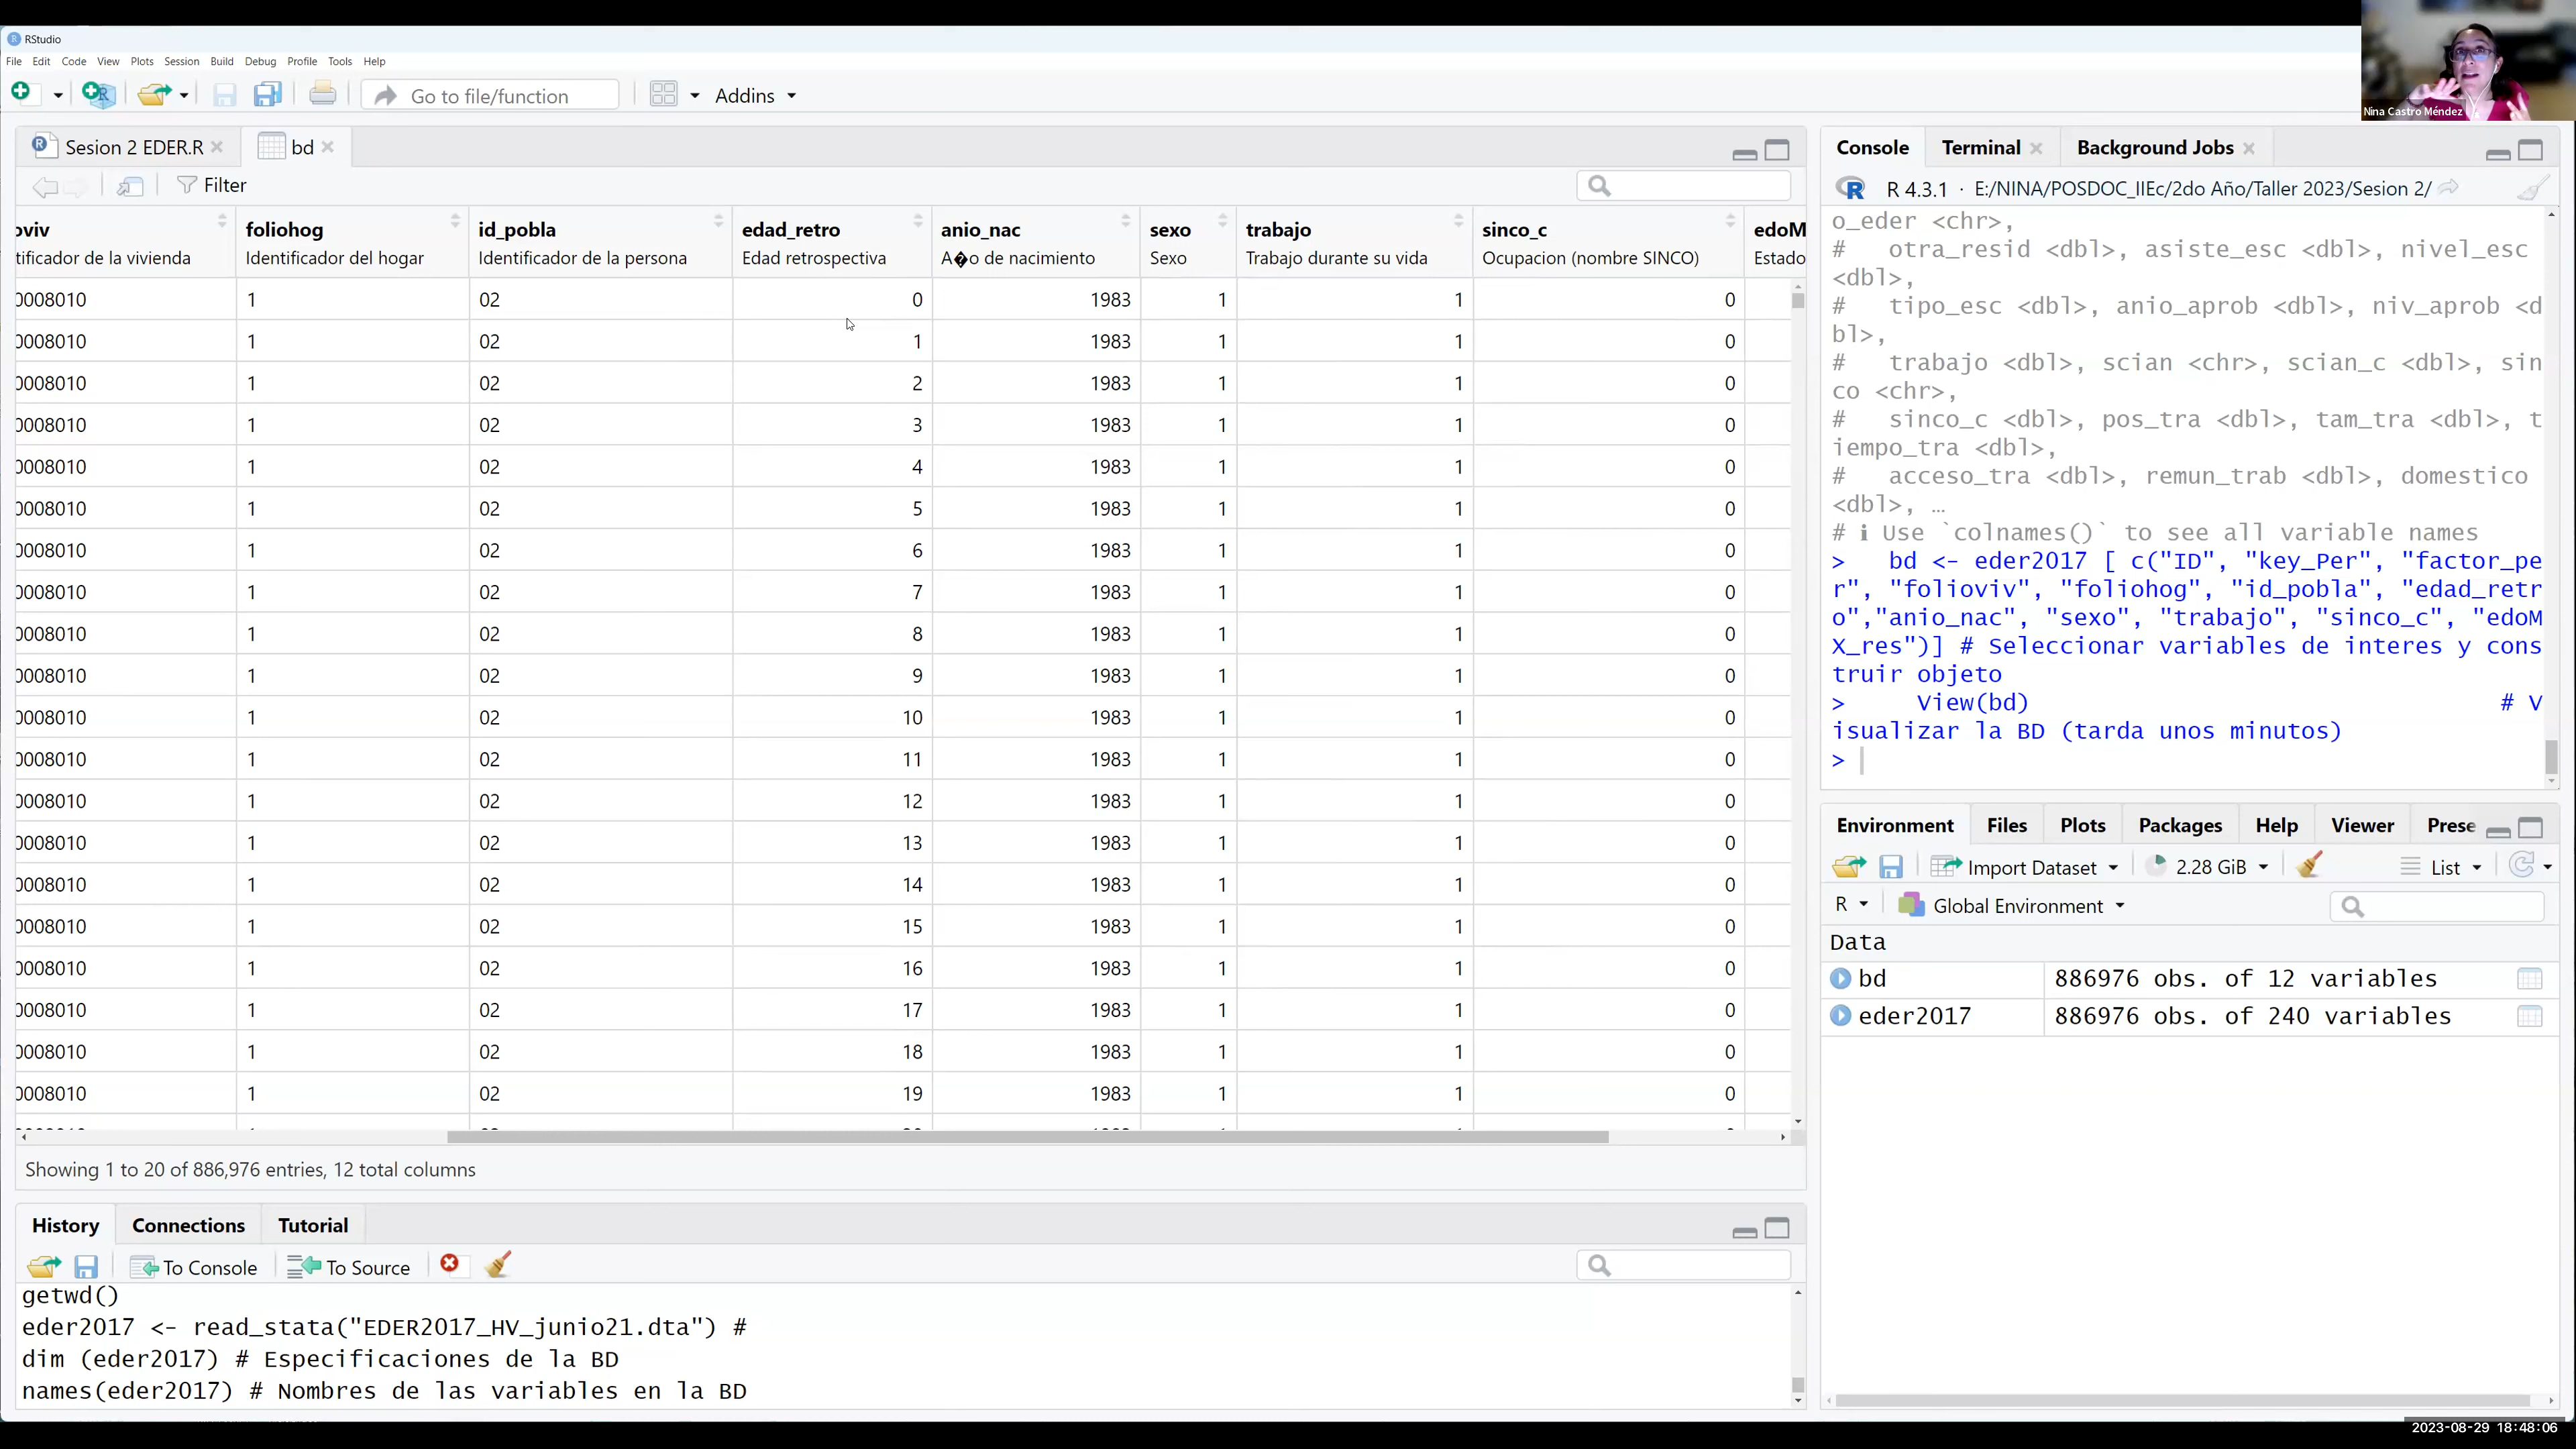 RStudio
File Edit Code View Plots Session Build Debug Profile Tools Help
Go to file/function Addins
Nina Castro Méndez
Sesion 2 EDER.R bd
Filter
oviv foliohog id_pobla edad_retro anio_nac sexo trabajo sinco_c edoM
tificador de la vivienda Identificador del hogar Identificador de la persona Edad retrospectiva A�o de nacimiento Sexo Trabajo durante su vida Ocupacion (nombre SINCO) Estado
0008010 1 02 0 1983 1 1 0
0008010 1 02 1 1983 1 1 0
0008010 1 02 2 1983 1 1 0
0008010 1 02 3 1983 1 1 0
0008010 1 02 4 1983 1 1 0
0008010 1 02 5 1983 1 1 0
0008010 1 02 6 1983 1 1 0
0008010 1 02 7 1983 1 1 0
0008010 1 02 8 1983 1 1 0
0008010 1 02 9 1983 1 1 0
0008010 1 02 10 1983 1 1 0
0008010 1 02 11 1983 1 1 0
0008010 1 02 12 1983 1 1 0
0008010 1 02 13 1983 1 1 0
0008010 1 02 14 1983 1 1 0
0008010 1 02 15 1983 1 1 0
0008010 1 02 16 1983 1 1 0
0008010 1 02 17 1983 1 1 0
0008010 1 02 18 1983 1 1 0
0008010 1 02 19 1983 1 1 0
Showing 1 to 20 of 886,976 entries, 12 total columns
History Connections Tutorial
To Console To Source
getwd()
eder2017 <- read_stata("EDER2017_HV_junio21.dta") #
dim (eder2017) # Especificaciones de la BD
names(eder2017) # Nombres de las variables en la BD
Console Terminal Background Jobs
R 4.3.1 · E:/NINA/POSDOC_IIEc/2do Año/Taller 2023/Sesion 2/
o_eder <chr>,
#   otra_resid <dbl>, asiste_esc <dbl>, nivel_esc
<dbl>,
#   tipo_esc <dbl>, anio_aprob <dbl>, niv_aprob <d
bl>,
#   trabajo <dbl>, scian <chr>, scian_c <dbl>, sin
co <chr>,
#   sinco_c <dbl>, pos_tra <dbl>, tam_tra <dbl>, t
iempo_tra <dbl>,
#   acceso_tra <dbl>, remun_trab <dbl>, domestico
<dbl>, …
# ℹ Use `colnames()` to see all variable names
>   bd <- eder2017 [ c("ID", "key_Per", "factor_pe
r", "folioviv", "foliohog", "id_pobla", "edad_retr
o","anio_nac", "sexo", "trabajo", "sinco_c", "edoM
X_res")] # Seleccionar variables de interes y cons
truir objeto
>     View(bd)                                 # V
isualizar la BD (tarda unos minutos)
>
Environment Files Plots Packages Help Viewer Prese
Import Dataset 2.28 GiB List
R Global Environment
Data
bd 886976 obs. of 12 variables
eder2017 886976 obs. of 240 variables
2023-08-29 18:48:06